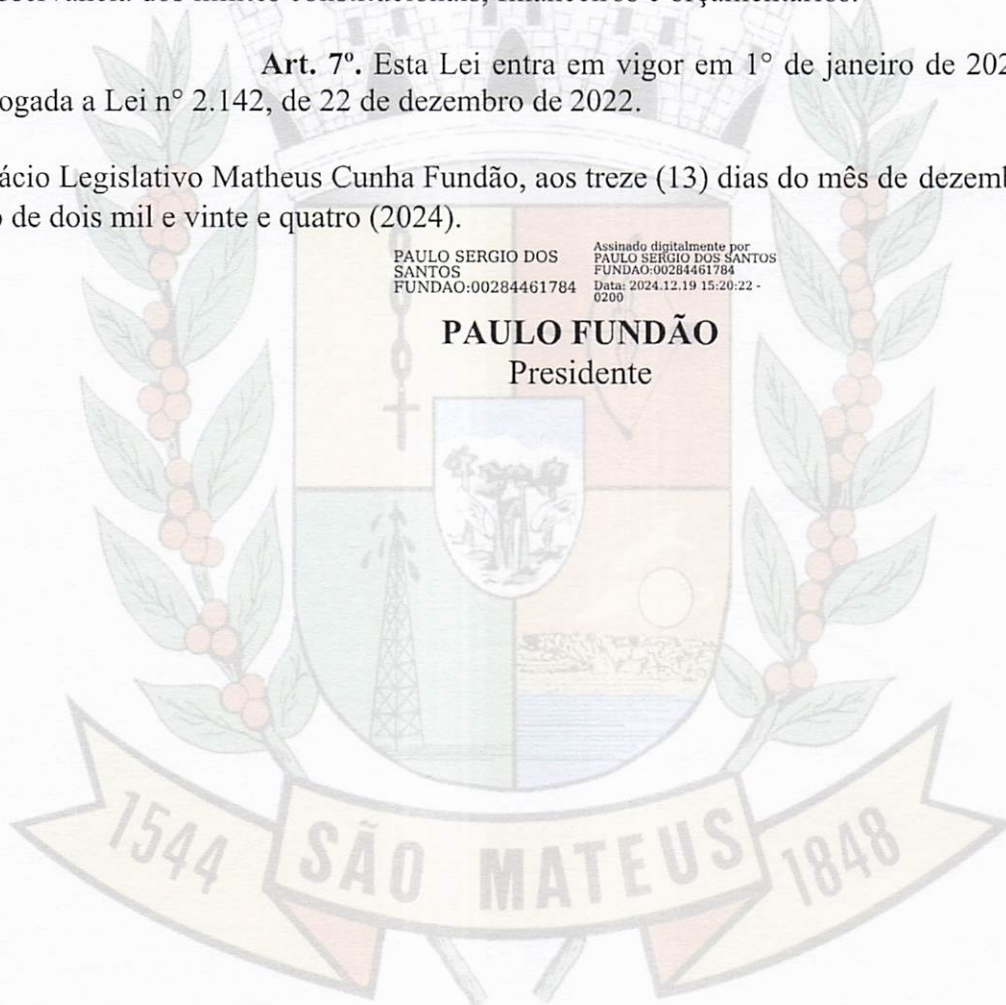 Art. 7º. Esta Lei entra em vigor em 1° de janeiro de 202
ogada a Lei n° 2.142, de 22 de dezembro de 2022.
ácio Legislativo Matheus Cunha Fundão, aos treze (13) dias do mês de dezemb
o de dois mil e vinte e quatro (2024).
PAULO SERGIO DOS
SANTOS
FUNDAO:00284461784
Assinado digitalmente por
PAULO SERGIO DOS SANTOS
FUNDAO:00284461784
Data: 2024.12.19 15:20:22 -
0200
PAULO FUNDÃO
Presidente
1544
SÃO MATEUS
1848